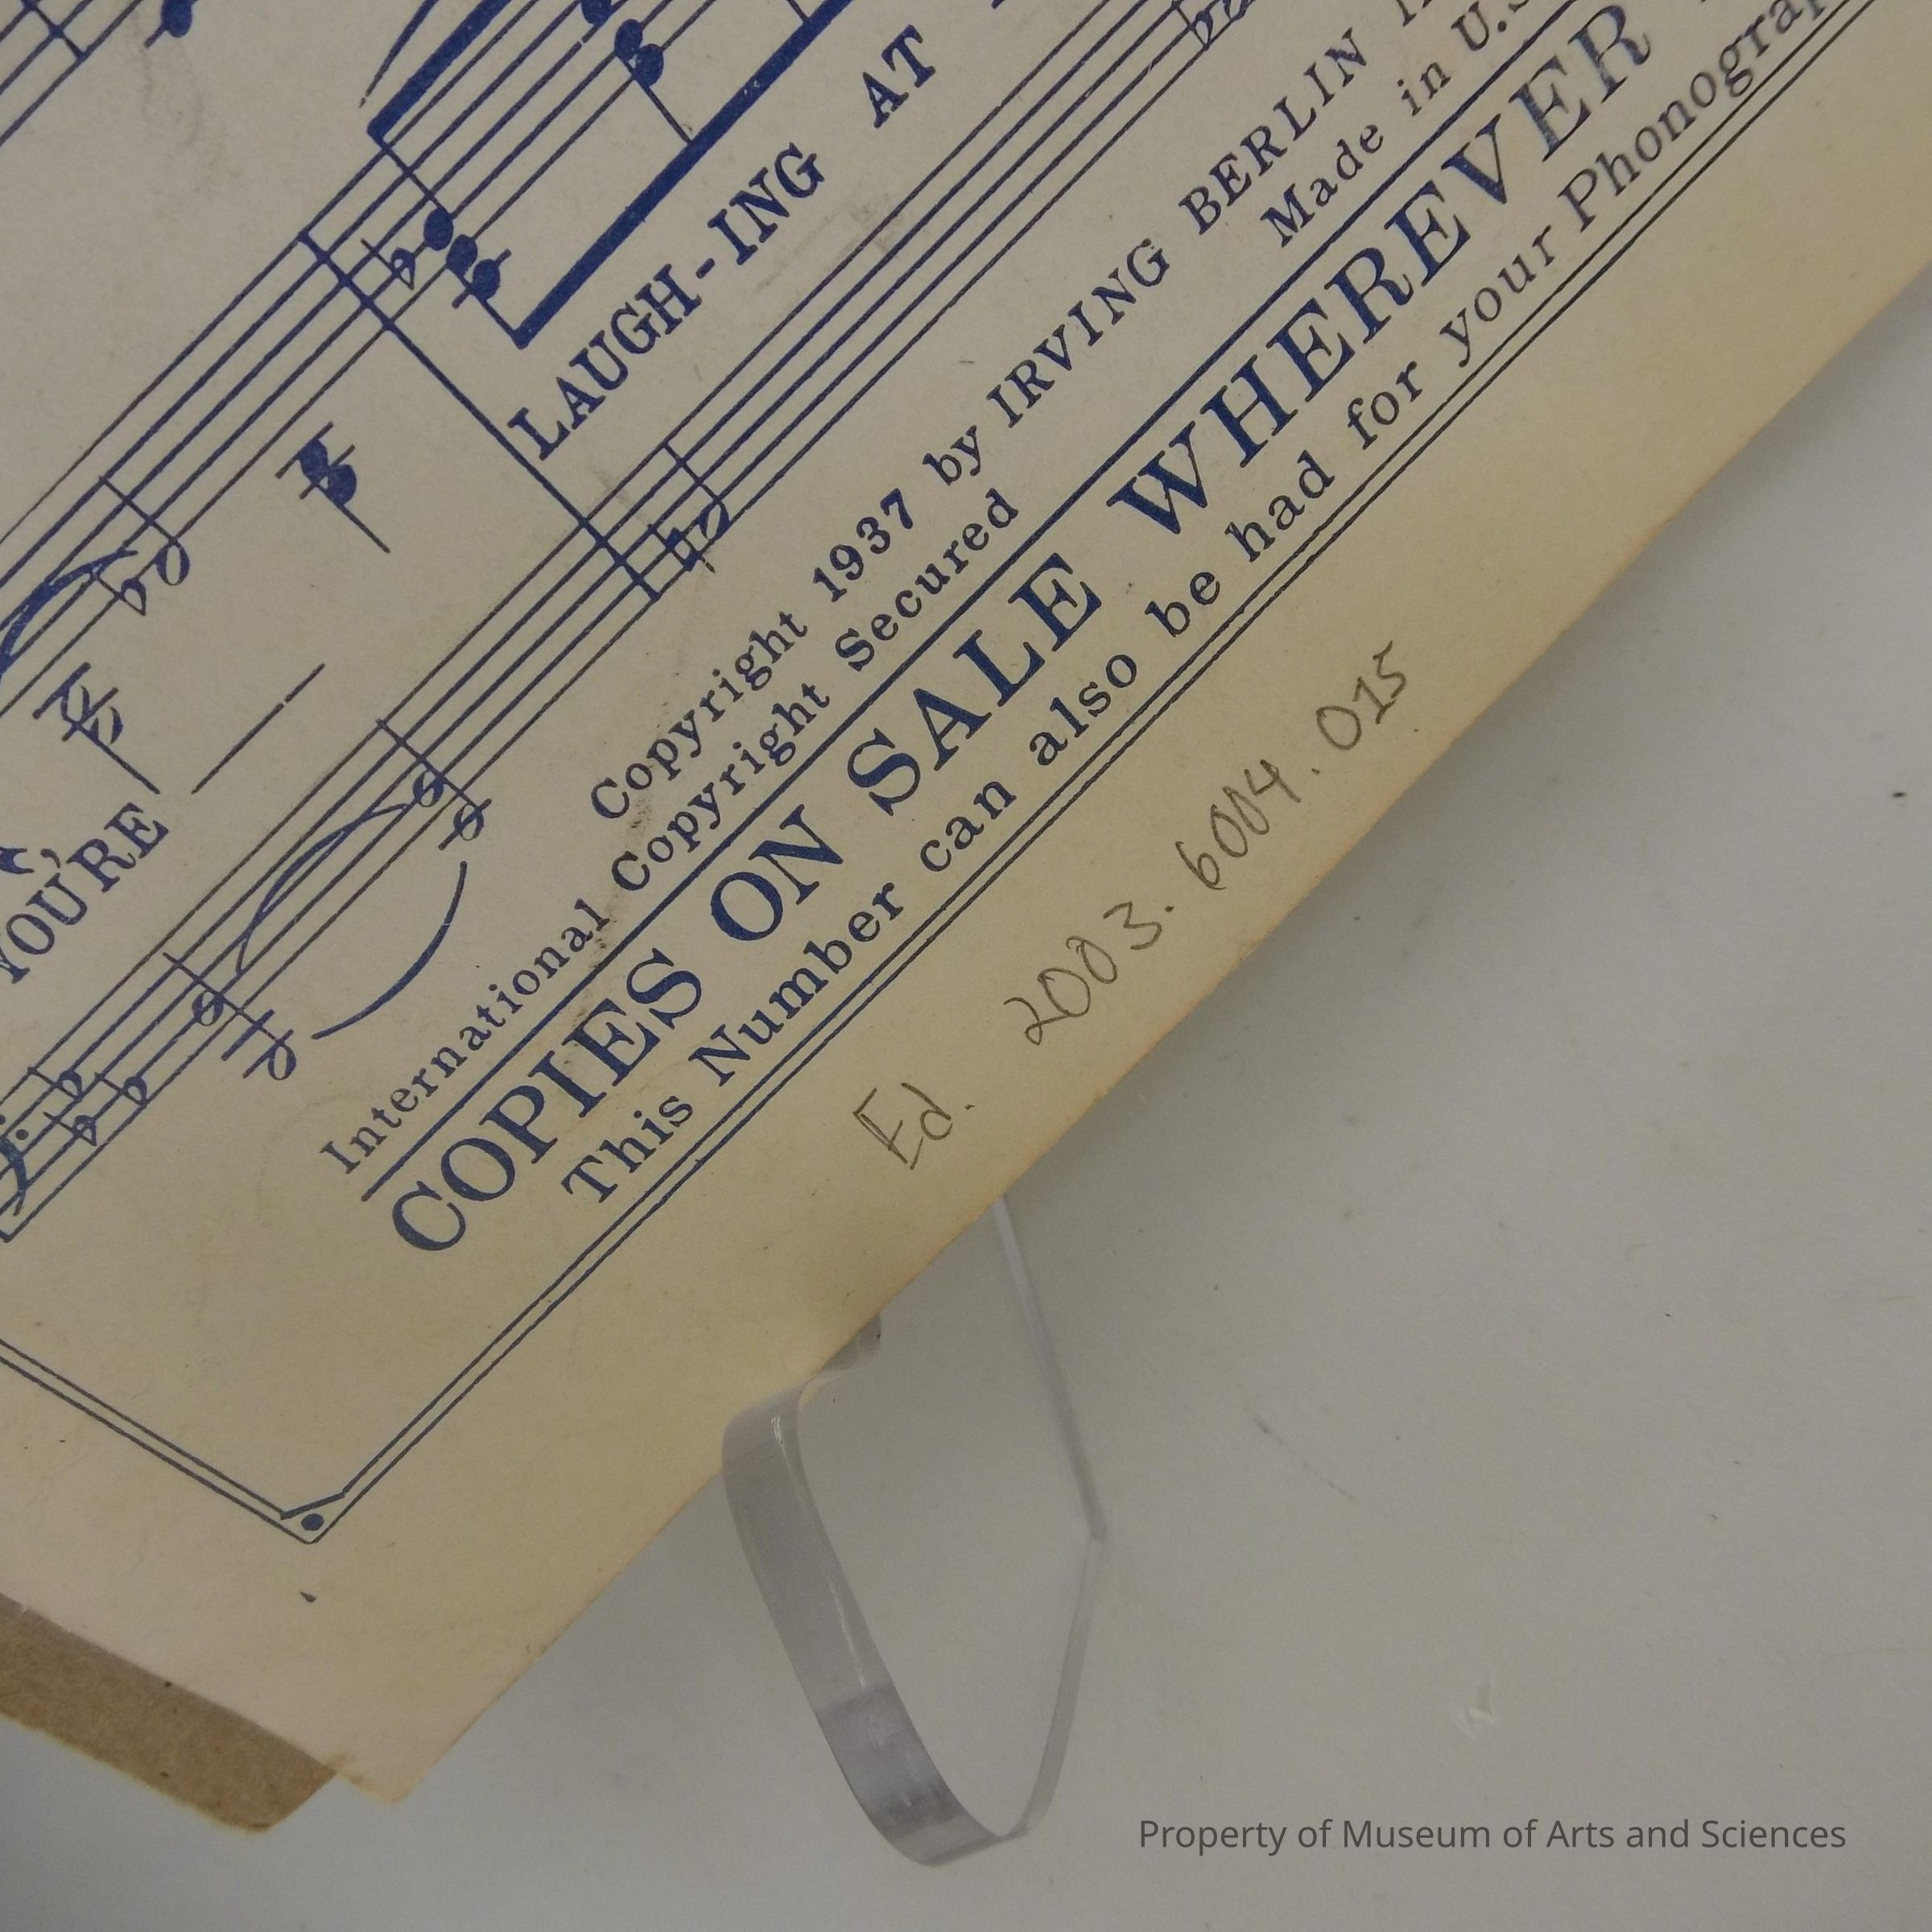 YOU'RE
LAUGH-ING AT
Copyright 1937 by IRVING BERLIN
International Copyright Secured
Made in
COPIES ON SALE WHEREVER
This Number can also be had for your
Ed. 2003.6004.015
Property of Museum of Arts and Sciences